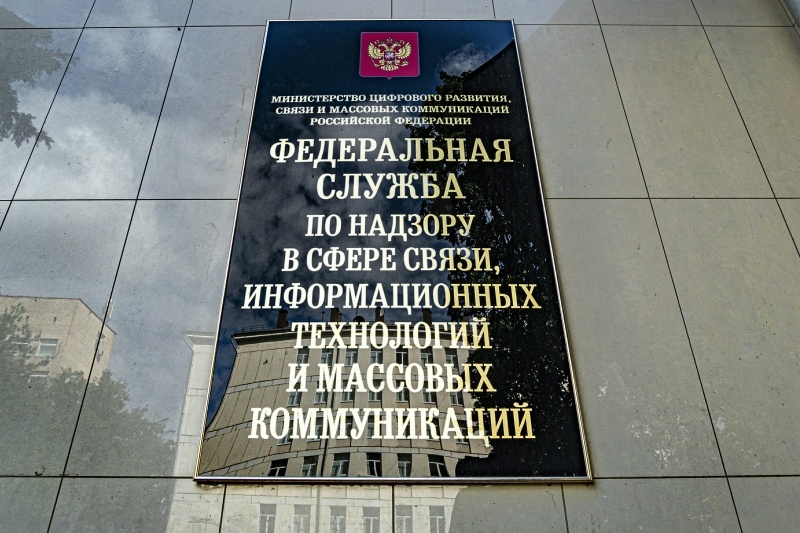 МИНИСТЕРСТВО ЦИФРОВОГО РАЗВИТИЯ,
СВЯЗИ И МАССОВЫХ КОММУНИКАЦИЙ
РОССИЙСКОЙ ФЕДЕРАЦИИ
ФЕДЕРАЛЬНАЯ
СЛУЖБА
ПО НАДЗОРУ
В СФЕРЕ СВЯЗИ,
ИНФОРМАЦИОННЫХ
ТЕХНОЛОГИЙ
И МАССОВЫХ
КОММУНИКАЦИЙ